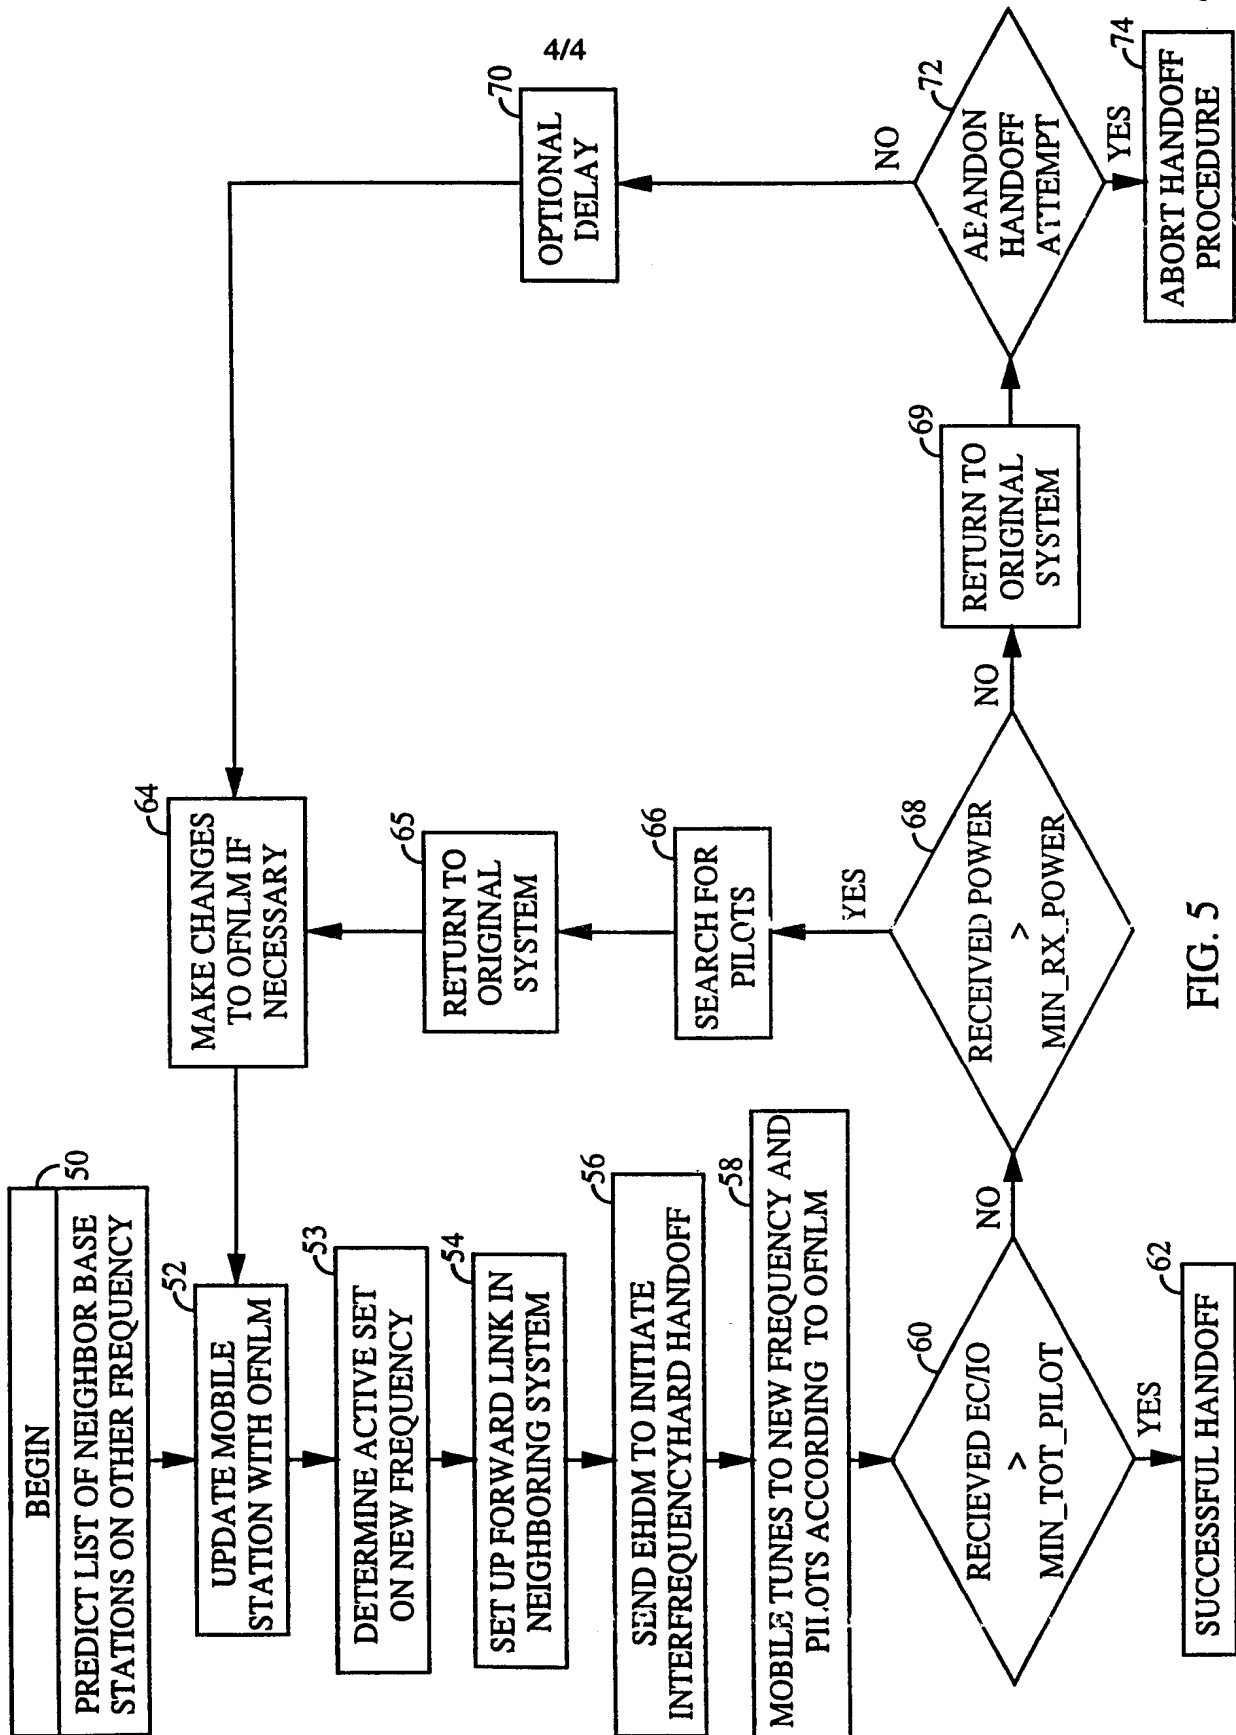 4/4
BEGIN
50
PREDICT LIST OF NEIGHBOR BASE
STATIONS ON OTHER FREQUENCY
52
UPDATE MOBILE
STATION WTH OFNLM
53
DETERMINE ACTIVE SET
ON NEW FREQUENCY
54
SET UP FORWARD LINK IN
NEIGHBORING SYSTEM
56
SEND EHDM TO INITIATE
INTERFREQUENCYHARD HANDOFF
58
MOBILE TUNES TO NEW FREQUENCY AND
PILOTS ACCORDING TO OFNLM
60
RECIEVED EC/IO
>
MIN_TOT_PILOT
YES
62
SUCCESSFUL HANDOFF
NO
64
MAKE CHANGES
TO OFNLM IF
NECESSARY
65
RETURN TO
ORIGINAL
SYSTEM
66
SEARCH FOR
PILOTS
YES
68
RECEIVED POWER
>
MIN_RX_POWER
NO
69
RETURN TO
ORIGINAL
SYSTEM
70
OPTIONAL
DELAY
NO
72
ABANDON
HANDOFF
ATTEMPT
YES
74
ABORT HANDOFF
PROCEDURE
FIG. 5